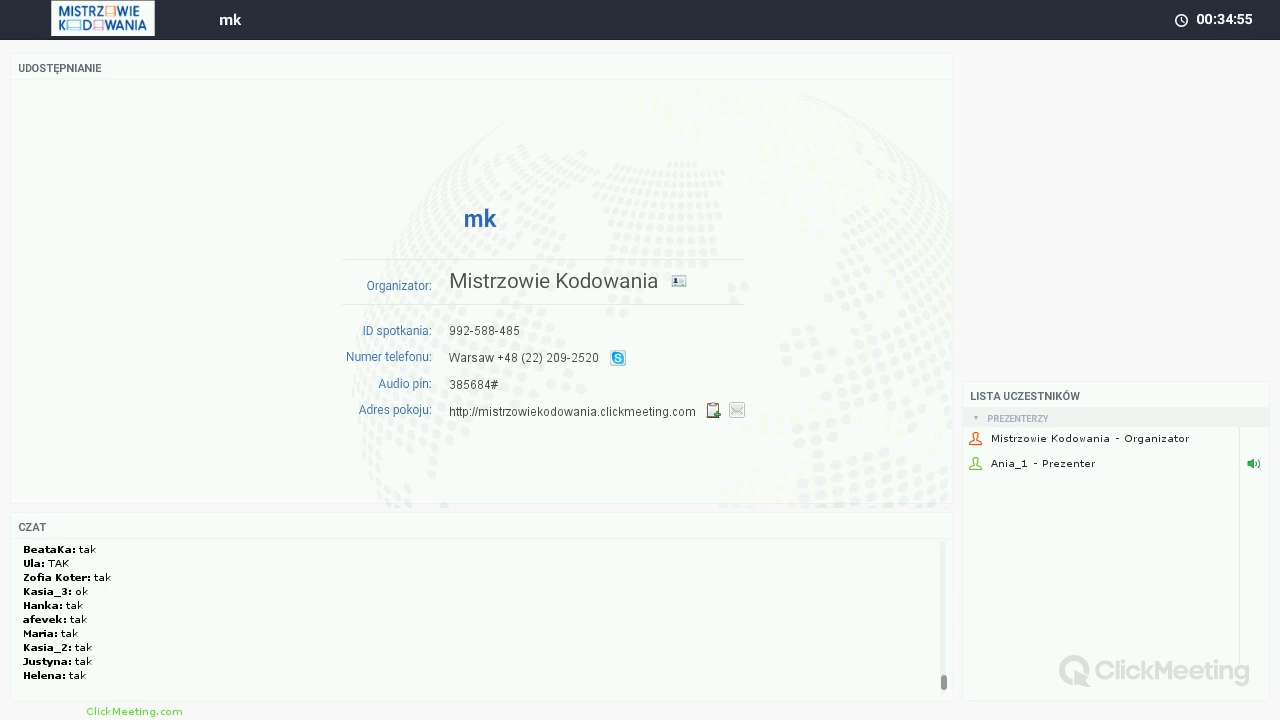 MISTRZOWIE
KODOWANIA
mk
00:34:55
UDOSTĘPNIANIE
mk
Organizator: Mistrzowie Kodowania
ID spotkania: 992-588-485
Numer telefonu: Warsaw +48 (22) 209-2520
Audio pin: 385684#
Adres pokoju: http://mistrzowiekodowania.clickmeeting.com
LISTA UCZESTNIKÓW
PREZENTERZY
Mistrzowie Kodowania - Organizator
Ania_1 - Prezenter
CZAT
BeataKa: tak
Ula: TAK
Zofia Koter: tak
Kasia_3: ok
Hanka: tak
afevek: tak
Maria: tak
Kasia_2: tak
Justyna: tak
Helena: tak
ClickMeeting
ClickMeeting.com